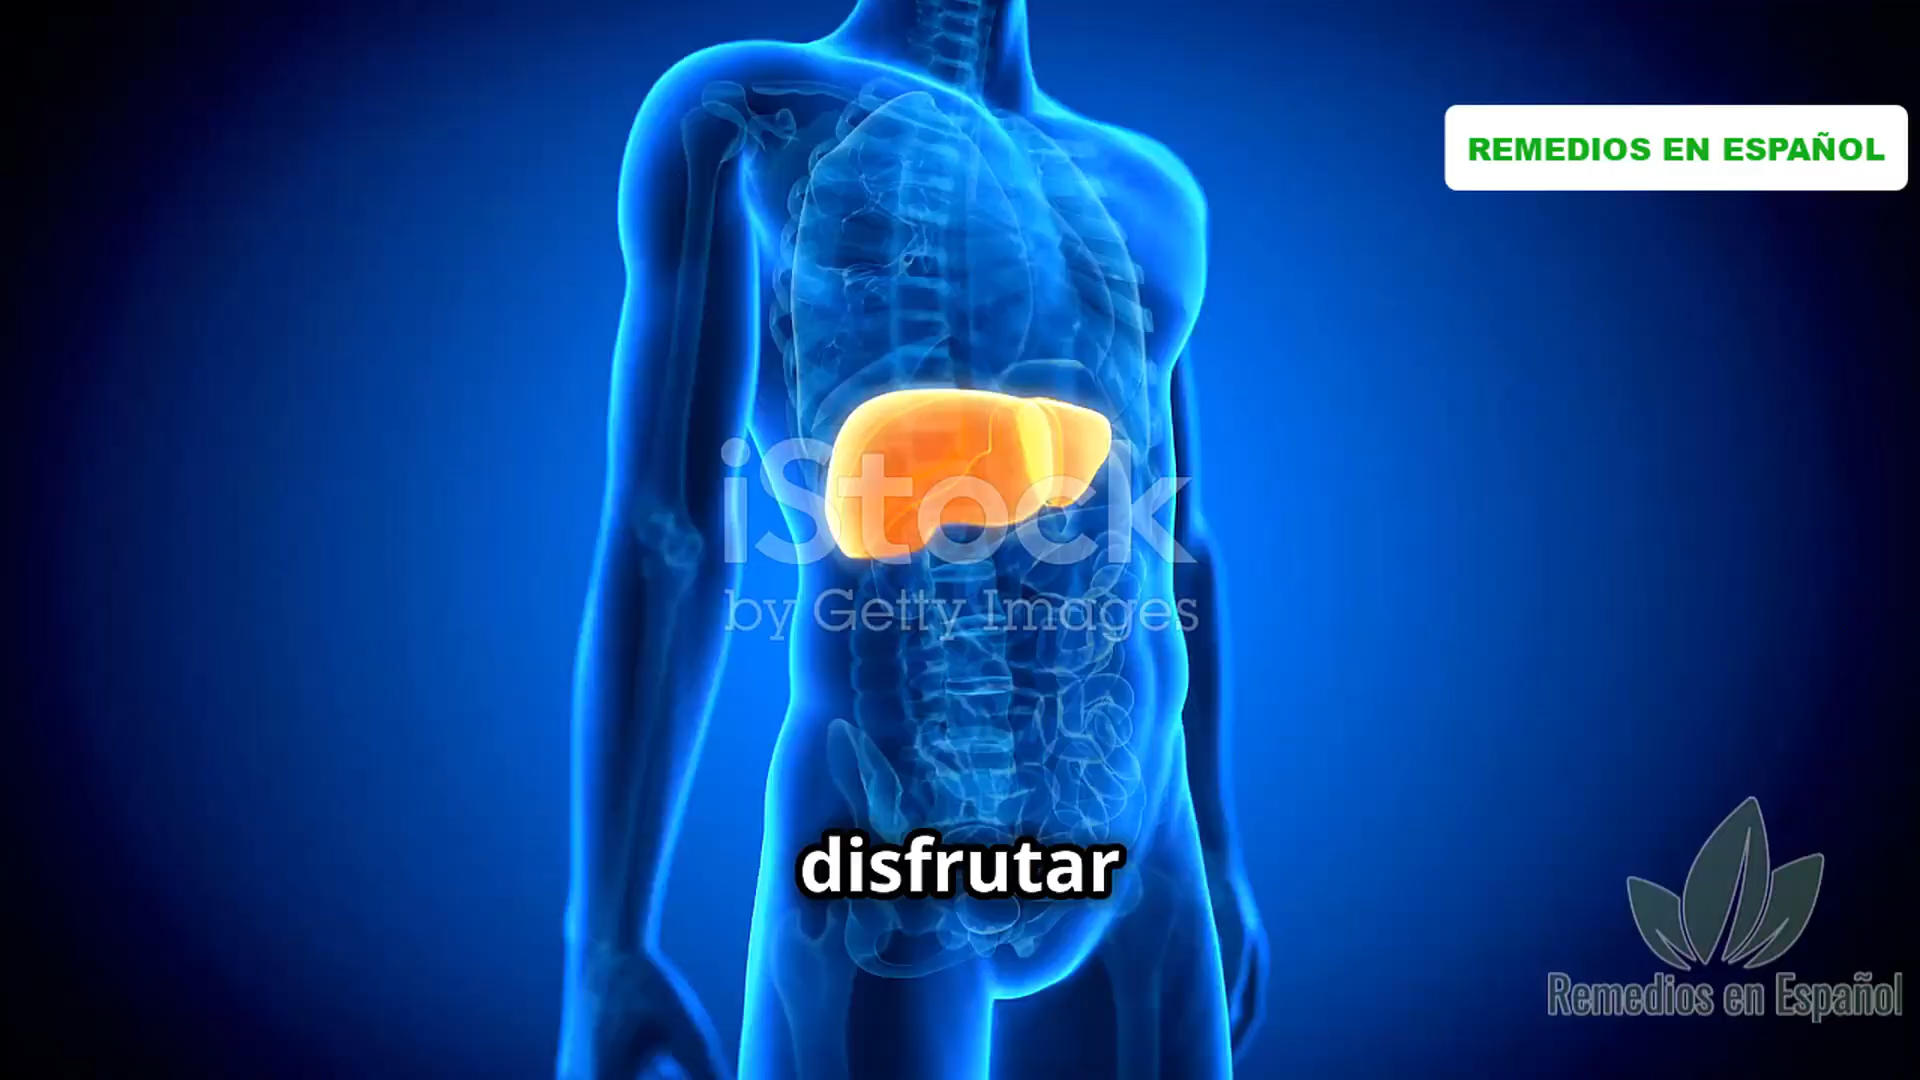 REMEDIOS EN ESPAÑOL
iStock
by Getty Images
disfrutar
Remedios en Español